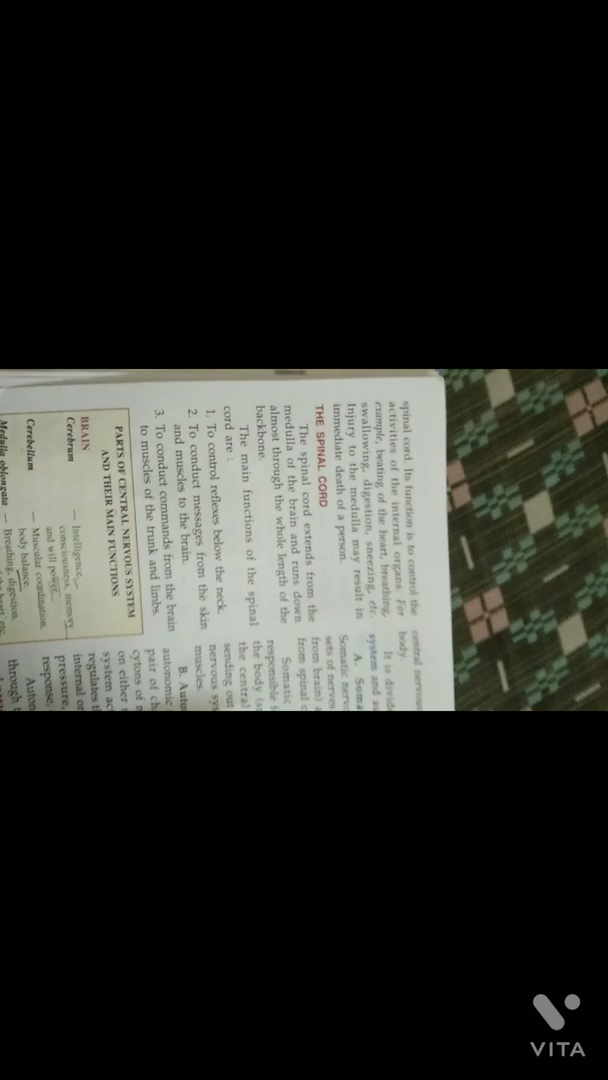 spinal cord. Its function is to control the
activities of the internal organs. For
example, beating of the heart, breathing,
swallowing, digestion, sneezing, etc.
Injury to the medulla may result in
immediate death of a person.
THE SPINAL CORD
The spinal cord extends from the
medulla of the brain and runs down
almost through the whole length of the
backbone.
The main functions of the spinal
cord are :
1. To control reflexes below the neck.
2. To conduct messages from the skin
and muscles to the brain.
3. To conduct commands from the brain
to muscles of the trunk and limbs.
PARTS OF CENTRAL NERVOUS SYSTEM
AND THEIR MAIN FUNCTIONS
BRAIN
Cerebrum — Intelligence,
consciousness, memory
and will power
Cerebellum — Muscular coordination,
body balance
Medulla oblongata — Breathing, digestion,
central
body.
It is
system and
A.
Somatic
sets of nerves
from brain)
from spinal
Somatic
responsible
the body
the central
sending out
nervous
muscles.
B.
autonomic
pair of
cytons of
on either
system
regulates
internal
pressure,
response,
through
VITA